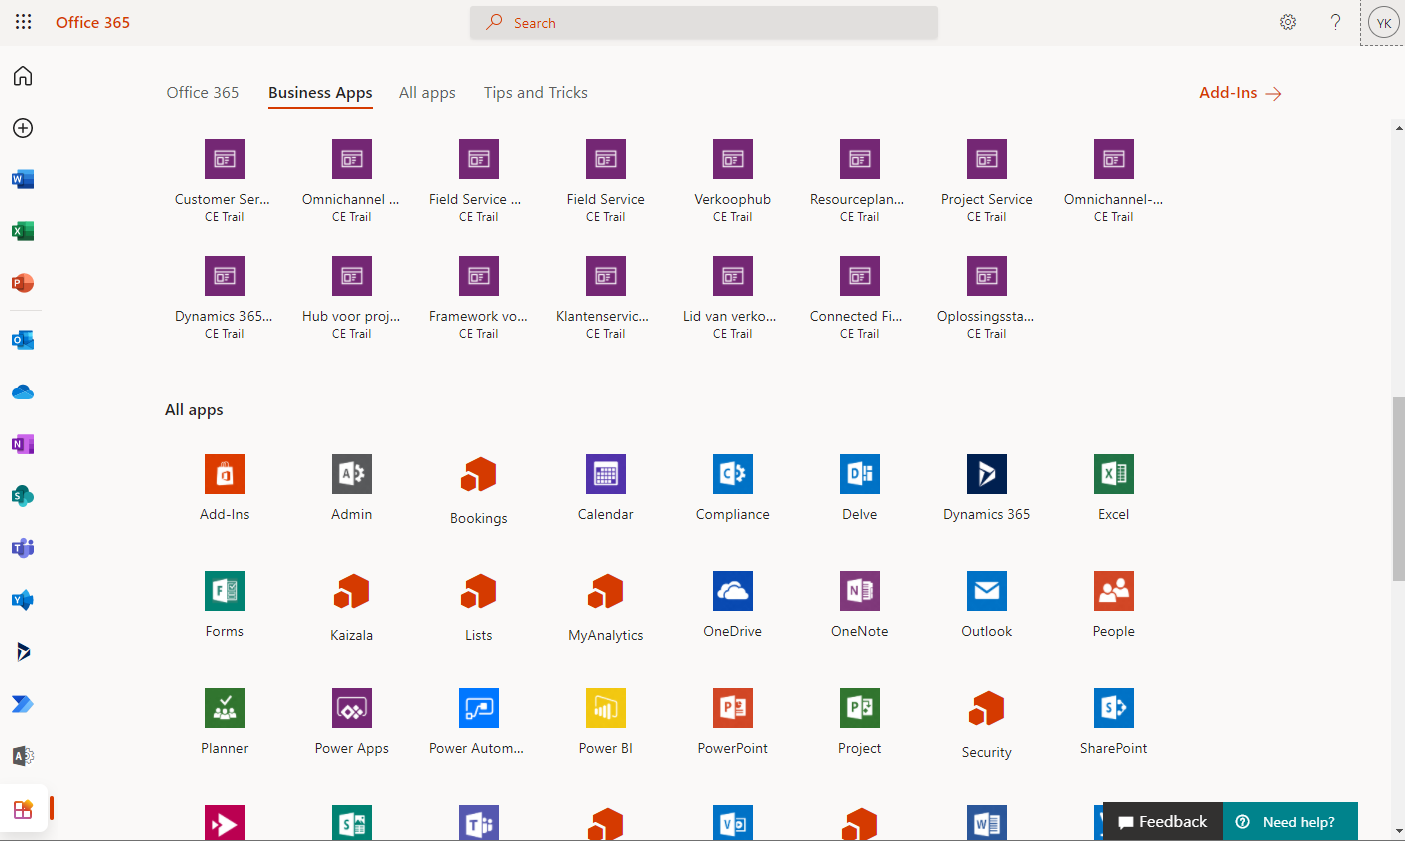 Office 365
Search
YK
Office 365 Business Apps All apps Tips and Tricks Add-Ins
Customer Ser... Omnichannel ... Field Service ... Field Service Verkoophub Resourceplan... Project Service Omnichannel-...
CE Trail CE Trail CE Trail CE Trail CE Trail CE Trail CE Trail CE Trail
Dynamics 365... Hub voor proj... Framework vo... Klantenservic... Lid van verko... Connected Fi... Oplossingssta...
CE Trail CE Trail CE Trail CE Trail CE Trail CE Trail CE Trail
All apps
Add-Ins Admin Bookings Calendar Compliance Delve Dynamics 365 Excel
Forms Kaizala Lists MyAnalytics OneDrive OneNote Outlook People
Planner Power Apps Power Autom... Power BI PowerPoint Project Security SharePoint
Feedback Need help?